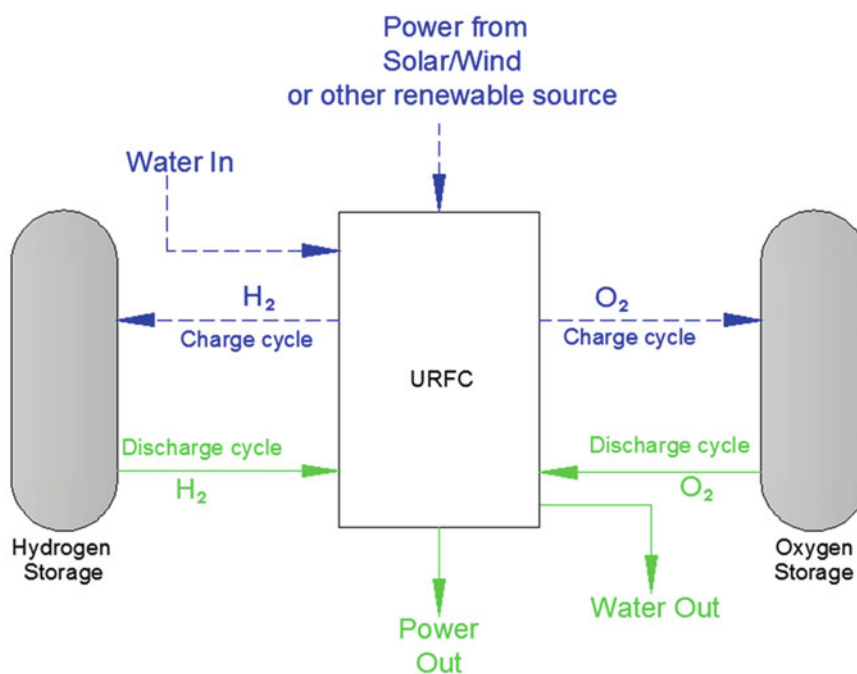 Power from
Solar/Wind
or other renewable source
Water In
H₂
O₂
Charge cycle
Charge cycle
URFC
Discharge cycle
Discharge cycle
H₂
O₂
Hydrogen
Storage
Oxygen
Storage
Water Out
Power
Out